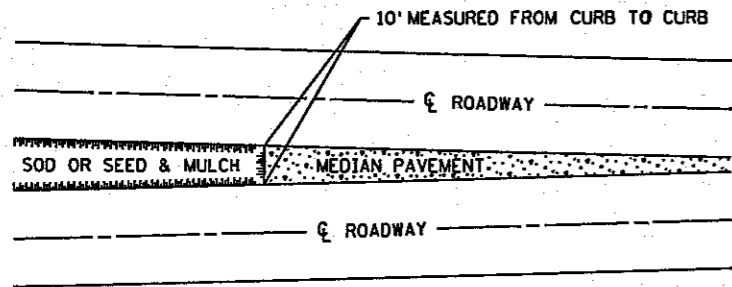 10' MEASURED FROM CURB TO CURB
℄ ROADWAY
SOD OR SEED & MULCH
MEDIAN PAVEMENT
℄ ROADWAY